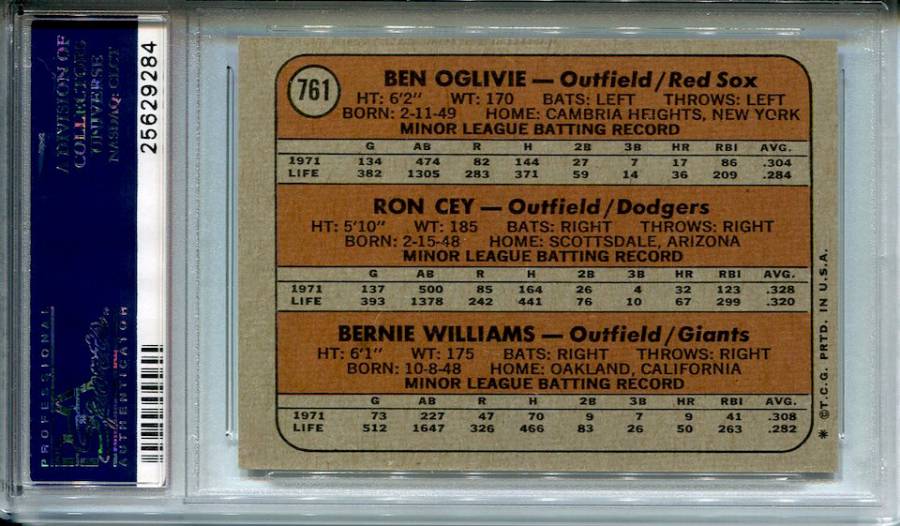 A DIVISION OF
COLLECTORS
UNIVERSE
NASDAQ: CLCT
25629284
PROFESSIONAL
AUTHENTICATOR
761
BEN OGLIVIE — Outfield/Red Sox
HT: 6'2" WT: 170 BATS: LEFT THROWS: LEFT
BORN: 2-11-49 HOME: CAMBRIA HEIGHTS, NEW YORK
MINOR LEAGUE BATTING RECORD
G AB R H 2B 3B HR RBI AVG.
1971 134 474 82 144 27 7 17 86 .304
LIFE 382 1305 283 371 59 14 36 209 .284
RON CEY — Outfield/Dodgers
HT: 5'10" WT: 185 BATS: RIGHT THROWS: RIGHT
BORN: 2-15-48 HOME: SCOTTSDALE, ARIZONA
MINOR LEAGUE BATTING RECORD
G AB R H 2B 3B HR RBI AVG.
1971 137 500 85 164 26 4 32 123 .328
LIFE 393 1378 242 441 76 10 67 299 .320
BERNIE WILLIAMS — Outfield/Giants
HT: 6'1" WT: 175 BATS: RIGHT THROWS: RIGHT
BORN: 10-8-48 HOME: OAKLAND, CALIFORNIA
MINOR LEAGUE BATTING RECORD
G AB R H 2B 3B HR RBI AVG.
1971 73 227 47 70 9 7 9 41 .308
LIFE 512 1647 326 466 83 26 50 263 .282
* ©T.C.G. PRTD. IN U.S.A.